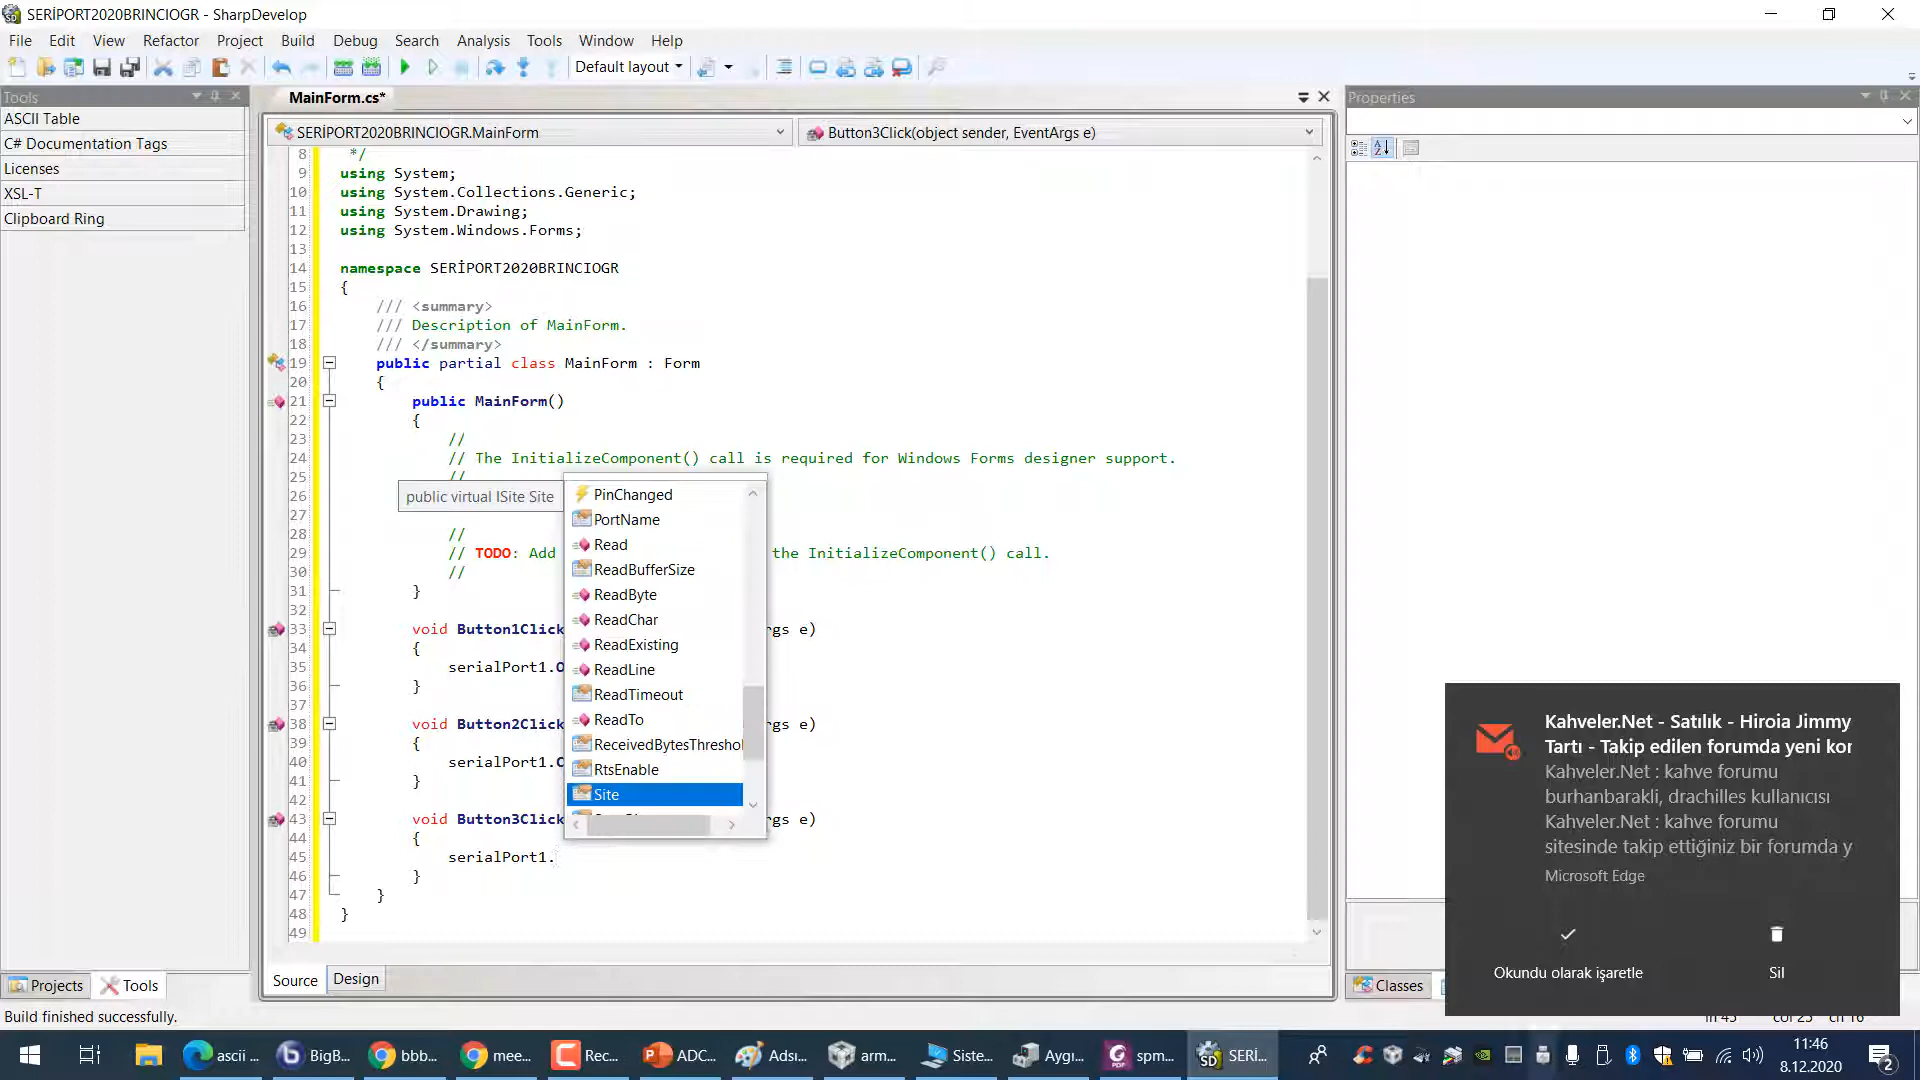 SERİPORT2020BRINCIOGR - SharpDevelop
File Edit View Refactor Project Build Debug Search Analysis Tools Window Help
Default layout
Tools
ASCII Table
C# Documentation Tags
Licenses
XSL-T
Clipboard Ring
Projects
Tools
MainForm.cs*
SERİPORT2020BRINCIOGR.MainForm
Button3Click(object sender, EventArgs e)
8 */
9 using System;
10 using System.Collections.Generic;
11 using System.Drawing;
12 using System.Windows.Forms;
13
14 namespace SERİPORT2020BRINCIOGR
15 {
16 /// <summary>
17 /// Description of MainForm.
18 /// </summary>
19 public partial class MainForm : Form
20 {
21 public MainForm()
22 {
23 //
24 // The InitializeComponent() call is required for Windows Forms designer support.
25 //
26
27
28 //
29 // TODO: Add the InitializeComponent() call.
30 //
31 }
32
33 void Button1Click gs e)
34 {
35 serialPort1.
36 }
37
38 void Button2Click gs e)
39 {
40 serialPort1.
41 }
42
43 void Button3Click gs e)
44 {
45 serialPort1.
46 }
47 }
48 }
49
public virtual ISite Site
PinChanged
PortName
Read
ReadBufferSize
ReadByte
ReadChar
ReadExisting
ReadLine
ReadTimeout
ReadTo
ReceivedBytesThreshol
RtsEnable
Site
Source
Design
Properties
Classes
Kahveler.Net - Satılık - Hiroia Jimmy
Tartı - Takip edilen forumda yeni kor
Kahveler.Net : kahve forumu
burhanbarakli, drachilles kullanıcısı
Kahveler.Net : kahve forumu
sitesinde takip ettiğiniz bir forumda y
Microsoft Edge
Okundu olarak işaretle
Sil
Build finished successfully.
ascii ...
BigB...
bbb...
mee...
Rec...
ADC...
Adsı...
arm...
Siste...
Aygı...
spm...
SERİ...
11:46
8.12.2020
2